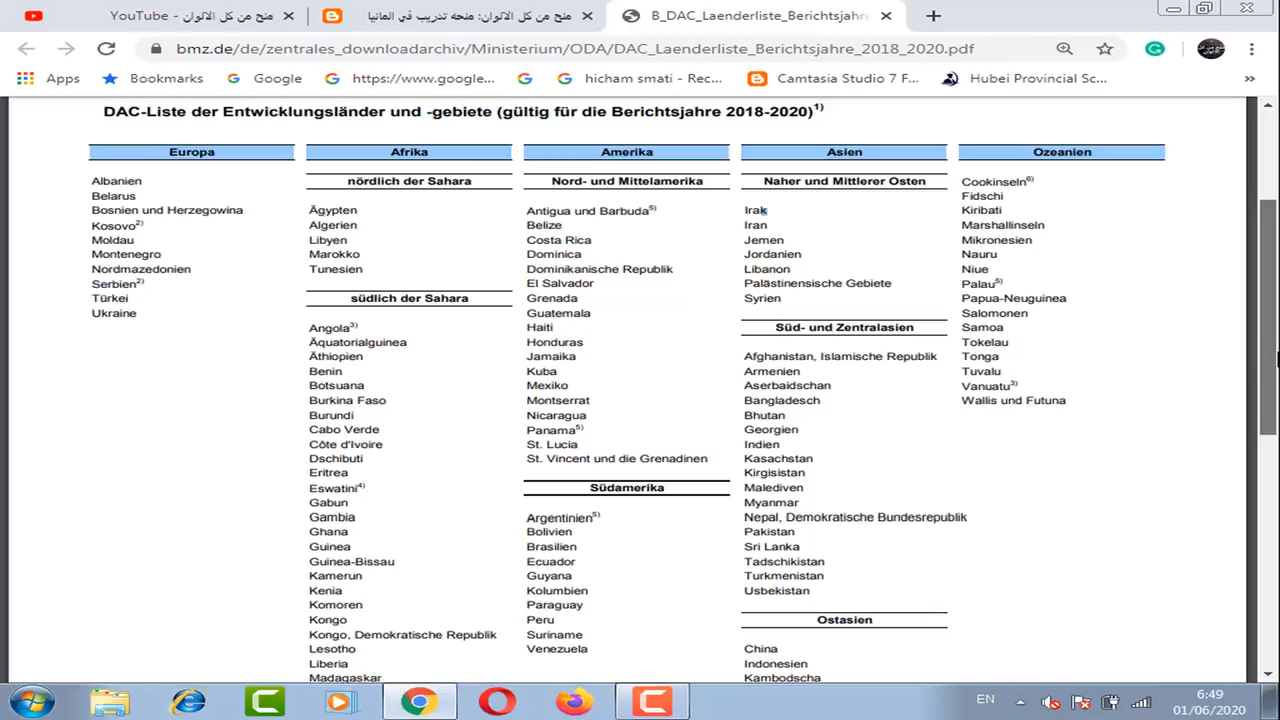 منح من كل الالوان - YouTube
منح من كل الالوان: منحة تدريب في المانيا
B_DAC_Laenderliste_Berichtsjahre
bmz.de/de/zentrales_downloadarchiv/Ministerium/ODA/DAC_Laenderliste_Berichtsjahre_2018_2020.pdf
Apps Bookmarks Google https://www.google... hicham smati - Rec... Camtasia Studio 7 F... Hubei Provincial Sc... »
DAC-Liste der Entwicklungsländer und -gebiete (gültig für die Berichtsjahre 2018-2020)1)
Europa
Albanien
Belarus
Bosnien und Herzegowina
Kosovo2)
Moldau
Montenegro
Nordmazedonien
Serbien2)
Türkei
Ukraine
Afrika
nördlich der Sahara
Ägypten
Algerien
Libyen
Marokko
Tunesien
südlich der Sahara
Angola3)
Äquatorialguinea
Äthiopien
Benin
Botsuana
Burkina Faso
Burundi
Cabo Verde
Côte d'Ivoire
Dschibuti
Eritrea
Eswatini4)
Gabun
Gambia
Ghana
Guinea
Guinea-Bissau
Kamerun
Kenia
Komoren
Kongo
Kongo, Demokratische Republik
Lesotho
Liberia
Madagaskar
Amerika
Nord- und Mittelamerika
Antigua und Barbuda5)
Belize
Costa Rica
Dominica
Dominikanische Republik
El Salvador
Grenada
Guatemala
Haiti
Honduras
Jamaika
Kuba
Mexiko
Montserrat
Nicaragua
Panama5)
St. Lucia
St. Vincent und die Grenadinen
Südamerika
Argentinien5)
Bolivien
Brasilien
Ecuador
Guyana
Kolumbien
Paraguay
Peru
Suriname
Venezuela
Asien
Naher und Mittlerer Osten
Irak
Iran
Jemen
Jordanien
Libanon
Palästinensische Gebiete
Syrien
Süd- und Zentralasien
Afghanistan, Islamische Republik
Armenien
Aserbaidschan
Bangladesch
Bhutan
Georgien
Indien
Kasachstan
Kirgisistan
Malediven
Myanmar
Nepal, Demokratische Bundesrepublik
Pakistan
Sri Lanka
Tadschikistan
Turkmenistan
Usbekistan
Ostasien
China
Indonesien
Kambodscha
Ozeanien
Cookinseln6)
Fidschi
Kiribati
Marshallinseln
Mikronesien
Nauru
Niue
Palau5)
Papua-Neuguinea
Salomonen
Samoa
Tokelau
Tonga
Tuvalu
Vanuatu3)
Wallis und Futuna
EN
6:49
01/06/2020